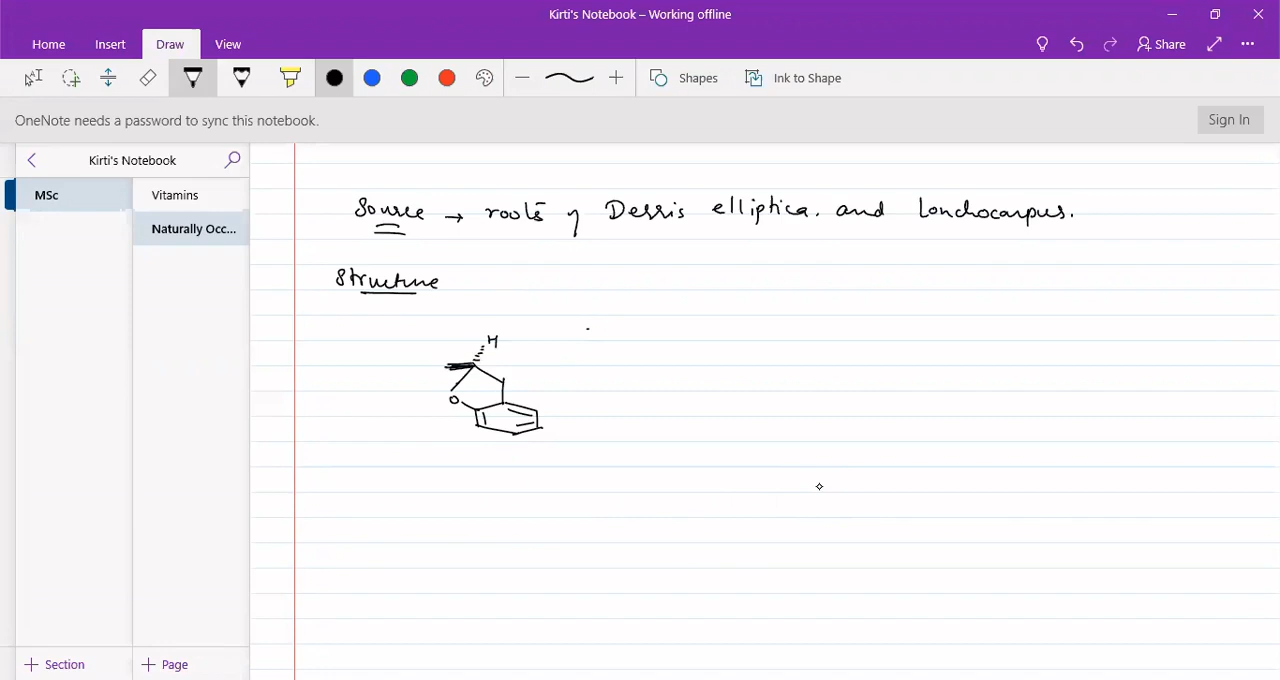 Kirti's Notebook – Working offline
Home Insert Draw View Share
Shapes Ink to Shape
OneNote needs a password to sync this notebook. Sign In
Kirti's Notebook
MSc Vitamins
Naturally Occ...
Source → roots of Derris elliptica. and Lonchocarpus.
Structure
H
O
+ Section + Page